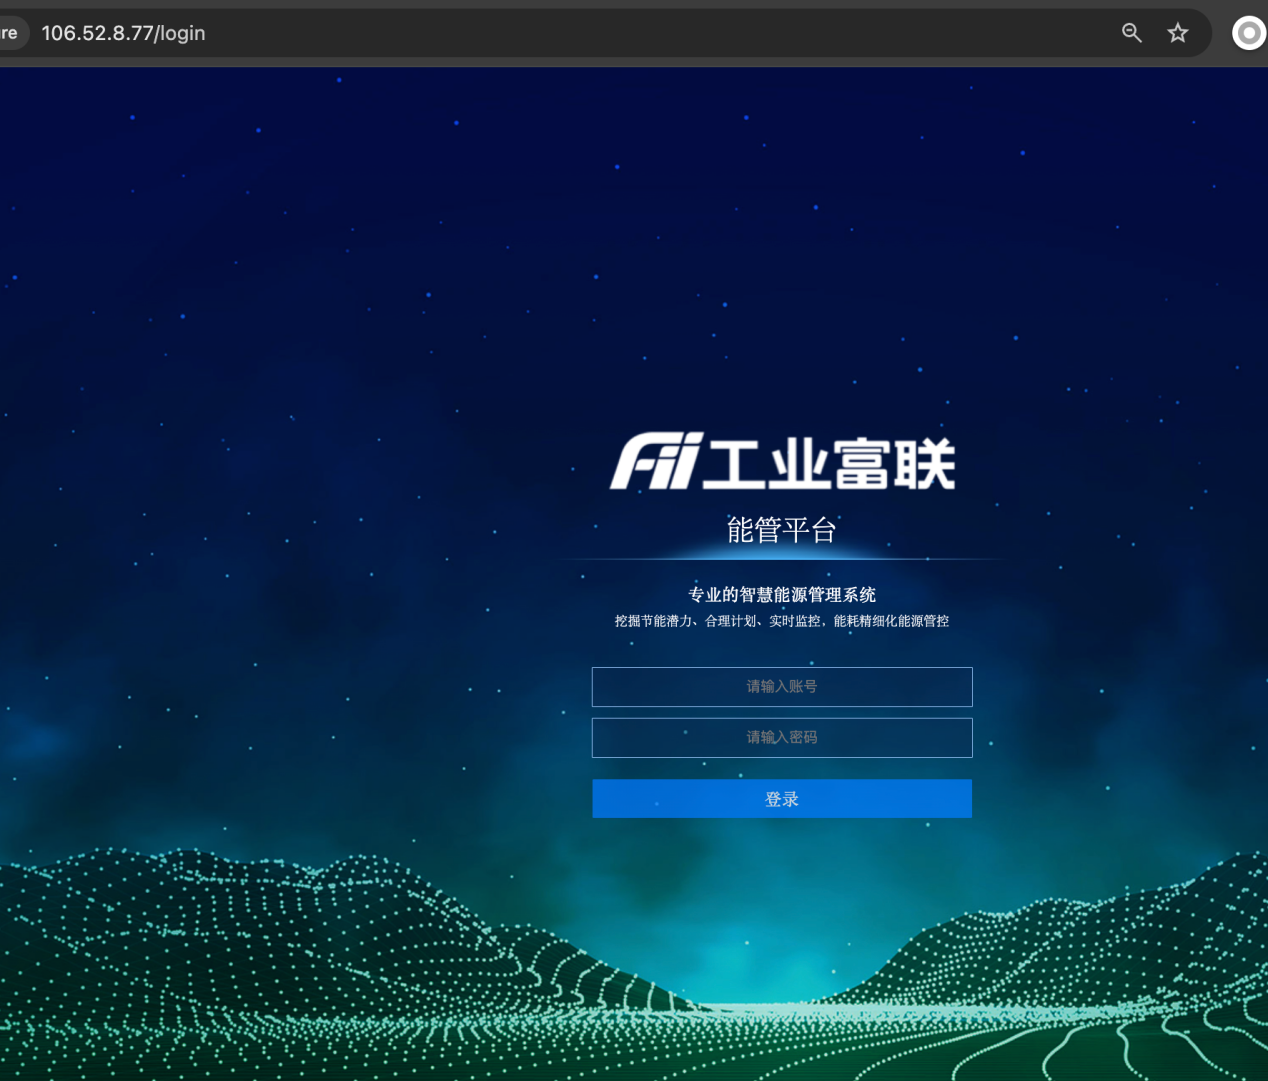 re 106.52.8.77/login
Fii工业富联
能管平台
专业的智慧能源管理系统
挖掘节能潜力、合理计划、实时监控，能耗精细化能源管控
请输入账号
请输入密码
登录